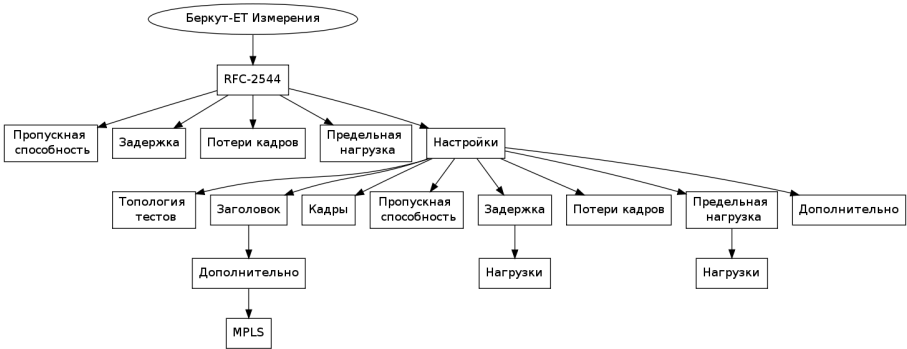 Беркут-ET Измерения
RFC-2544
Пропускная
способность
Задержка
Потери кадров
Предельная
нагрузка
Настройки
Топология
тестов
Заголовок
Кадры
Пропускная
способность
Задержка
Потери кадров
Предельная
нагрузка
Дополнительно
Дополнительно
Нагрузки
Нагрузки
MPLS